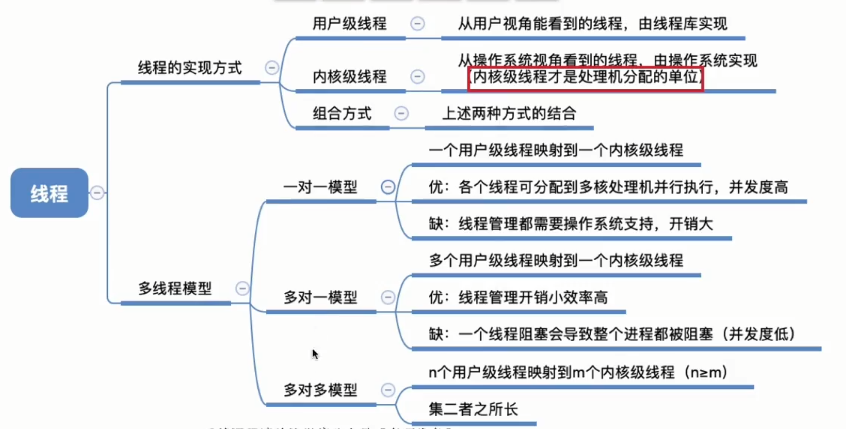 用户级线程
从用户视角能看到的线程，由线程库实现
线程的实现方式
内核级线程
从操作系统视角看到的线程，由操作系统实现
（内核级线程才是处理机分配的单位）
组合方式
上述两种方式的结合
线程
一对一模型
一个用户级线程映射到一个内核级线程
优：各个线程可分配到多核处理机并行执行，并发度高
缺：线程管理都需要操作系统支持，开销大
多线程模型
多对一模型
多个用户级线程映射到一个内核级线程
优：线程管理开销小效率高
缺：一个线程阻塞会导致整个进程都被阻塞（并发度低）
多对多模型
n个用户级线程映射到m个内核级线程（n≥m）
集二者之所长